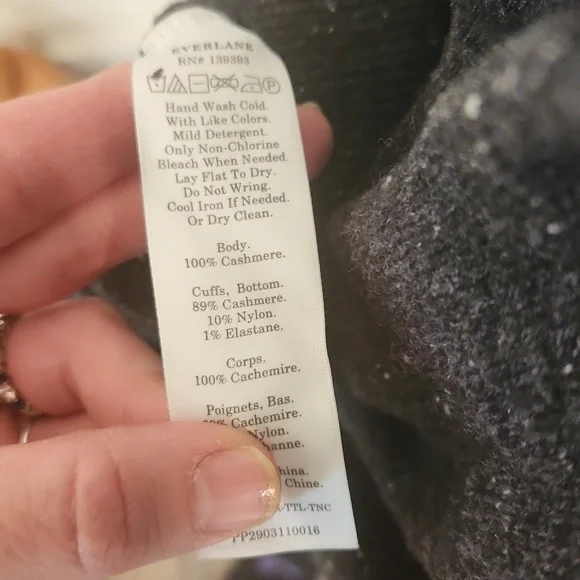 EVERLANE
RN# 139393
Hand Wash Cold.
With Like Colors.
Mild Detergent.
Only Non-Chlorine
Bleach When Needed.
Lay Flat To Dry.
Do Not Wring.
Cool Iron If Needed.
Or Dry Clean.
Body.
100% Cashmere.
Cuffs, Bottom.
89% Cashmere.
10% Nylon.
1% Elastane.
Corps.
100% Cachemire.
Poignets, Bas.
Cachemire.
Nylon.
Chine.
-TTL-TNC
PP2903110016